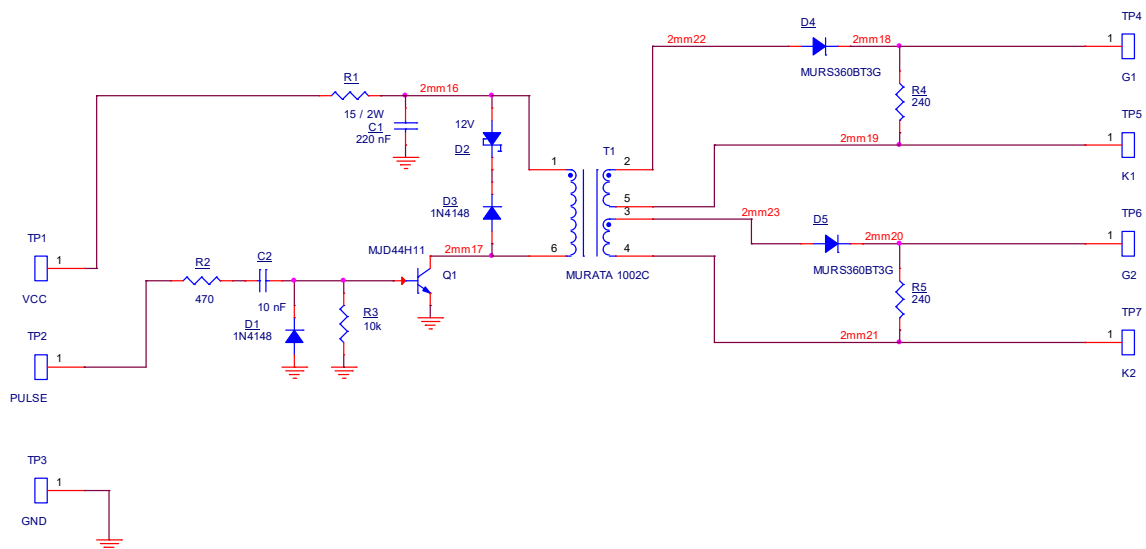 TP4
D4
2mm22
2mm18
1
G1
MURS360BT3G
R1
2mm16
15 / 2W
C1
220 nF
12V
D2
R4
240
TP5
1
2mm19
K1
T1
1
2
D3
1N4148
5
3
2mm23
D5
TP6
2mm20
1
G2
TP1
1
VCC
MJD44H11
2mm17
6
4
R2
C2
Q1
MURATA 1002C
MURS360BT3G
470
10 nF
R3
10k
D1
1N4148
R5
240
TP7
2mm21
1
K2
TP2
1
PULSE
TP3
1
GND